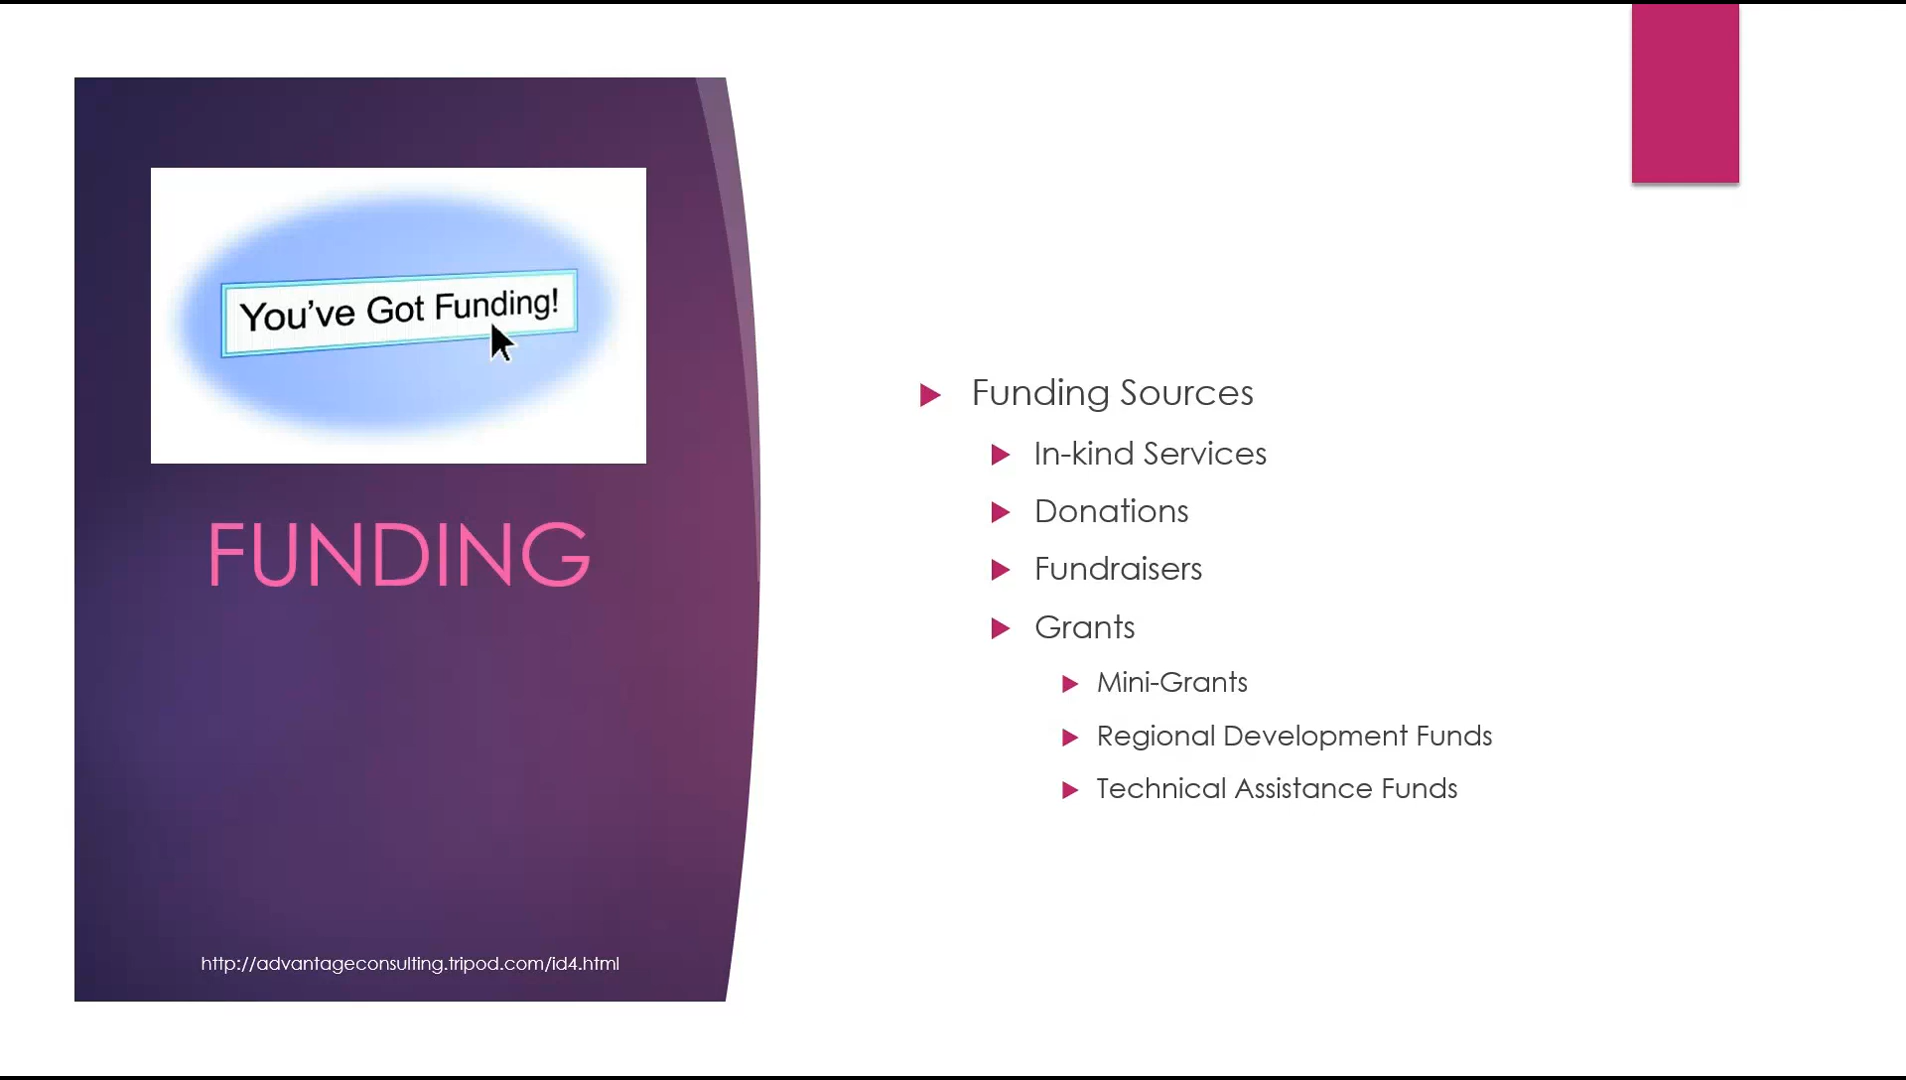 You've Got Funding!
FUNDING
http://advantageconsulting.tripod.com/id4.html
Funding Sources
In-kind Services
Donations
Fundraisers
Grants
Mini-Grants
Regional Development Funds
Technical Assistance Funds